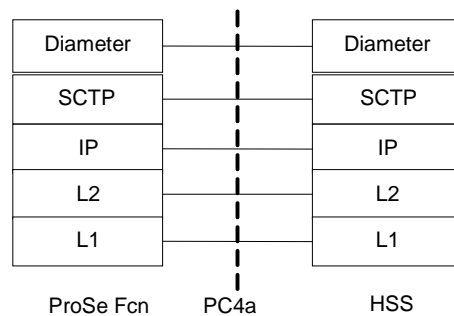 Diameter Diameter
SCTP SCTP
IP IP
L2 L2
L1 L1
ProSe Fcn PC4a HSS